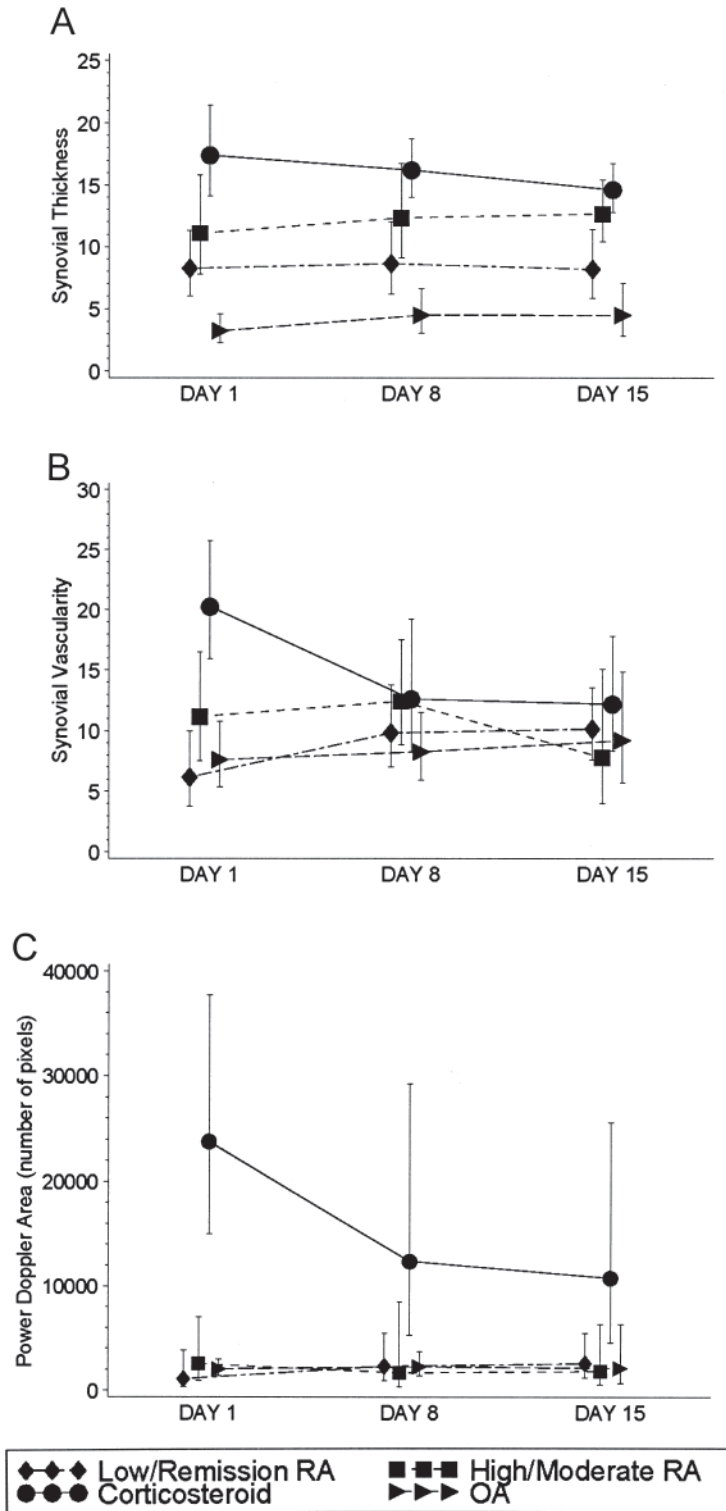 A
Synovial Thickness
25
20
15
10
5
0
DAY 1 DAY 8 DAY 15
B
Synovial Vascularity
30
25
20
15
10
5
0
DAY 1 DAY 8 DAY 15
C
Power Doppler Area (number of pixels)
40000
30000
20000
10000
0
DAY 1 DAY 8 DAY 15
Low/Remission RA High/Moderate RA
Corticosteroid OA